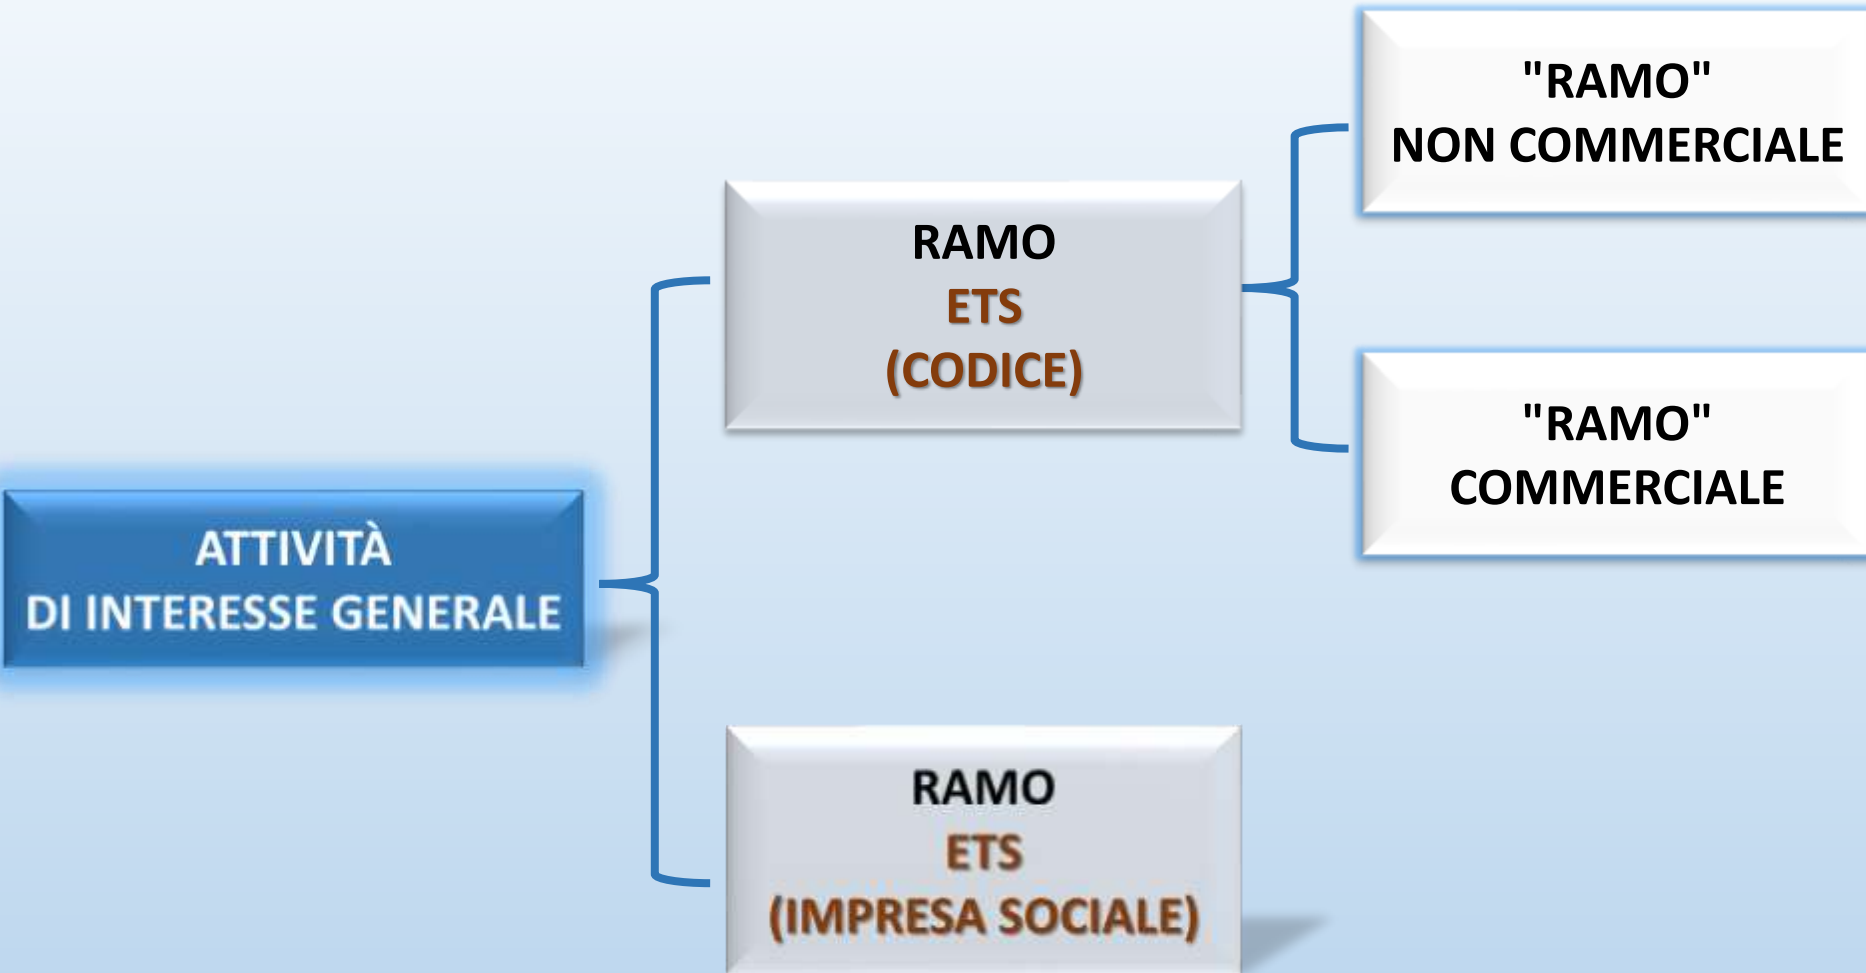 "RAMO"
NON COMMERCIALE
RAMO
ETS
(CODICE)
"RAMO"
COMMERCIALE
ATTIVITÀ
DI INTERESSE GENERALE
RAMO
ETS
(IMPRESA SOCIALE)